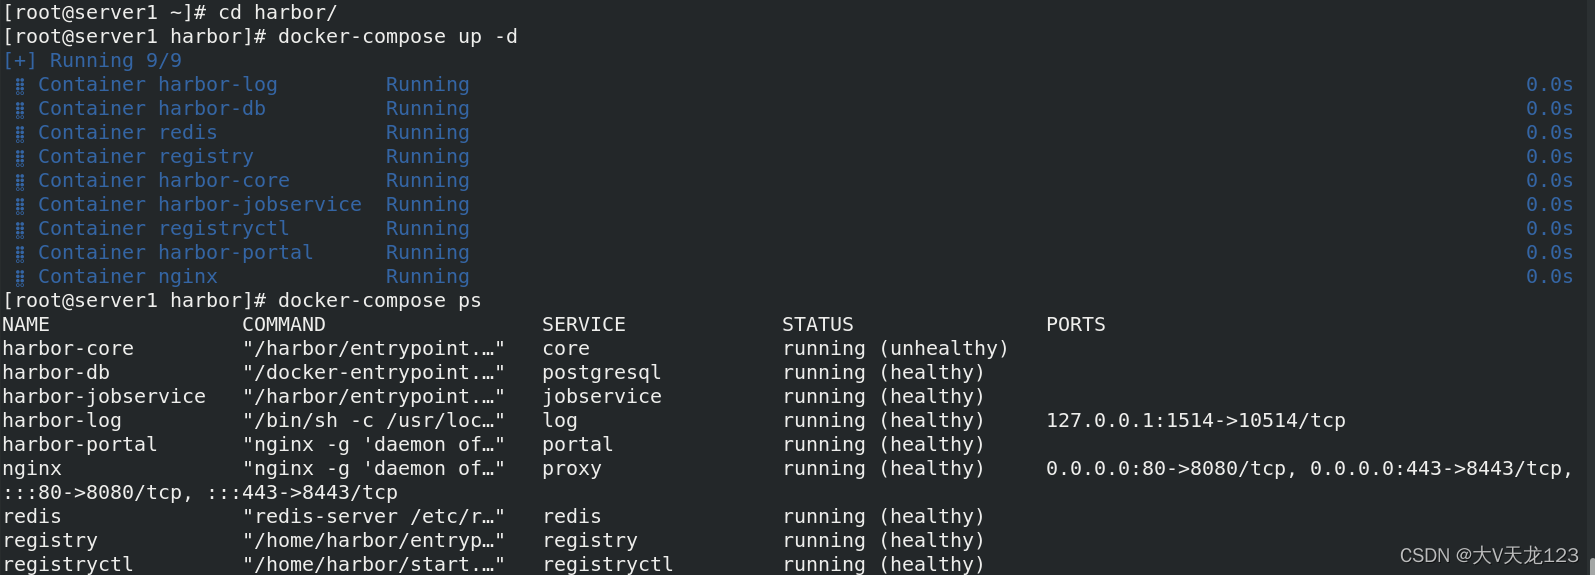 [root@server1 ~]# cd harbor/
[root@server1 harbor]# docker-compose up -d
[+] Running 9/9
⣿ Container harbor-log         Running 0.0s
⣿ Container harbor-db          Running 0.0s
⣿ Container redis              Running 0.0s
⣿ Container registry           Running 0.0s
⣿ Container harbor-core        Running 0.0s
⣿ Container harbor-jobservice  Running 0.0s
⣿ Container registryctl        Running 0.0s
⣿ Container harbor-portal      Running 0.0s
⣿ Container nginx              Running 0.0s
[root@server1 harbor]# docker-compose ps
NAME                COMMAND                  SERVICE             STATUS                PORTS
harbor-core         "/harbor/entrypoint.…"   core                running (unhealthy)
harbor-db           "/docker-entrypoint.…"   postgresql          running (healthy)
harbor-jobservice   "/harbor/entrypoint.…"   jobservice          running (healthy)
harbor-log          "/bin/sh -c /usr/loc…"   log                 running (healthy)     127.0.0.1:1514->10514/tcp
harbor-portal       "nginx -g 'daemon of…"   portal              running (healthy)
nginx               "nginx -g 'daemon of…"   proxy               running (healthy)     0.0.0.0:80->8080/tcp, 0.0.0.0:443->8443/tcp,
:::80->8080/tcp, :::443->8443/tcp
redis               "redis-server /etc/r…"   redis               running (healthy)
registry            "/home/harbor/entryp…"   registry            running (healthy)
registryctl         "/home/harbor/start.…"   registryctl         running (healthy)
CSDN @大V天龙123